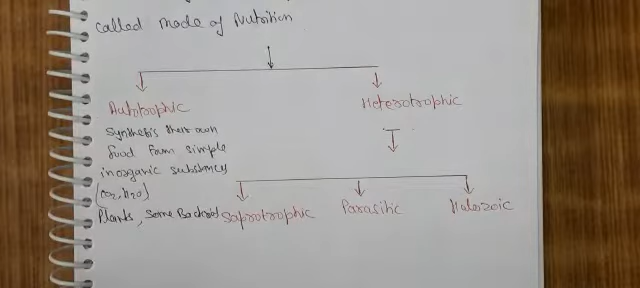 called mode of Nutrition
Autotrophic
Heterotrophic
Synthesis their own
food form simple
inorganic substances
(CO2, H2O)
Plants, Some Bacteria
Saprotrophic
Parasitic
Holozoic